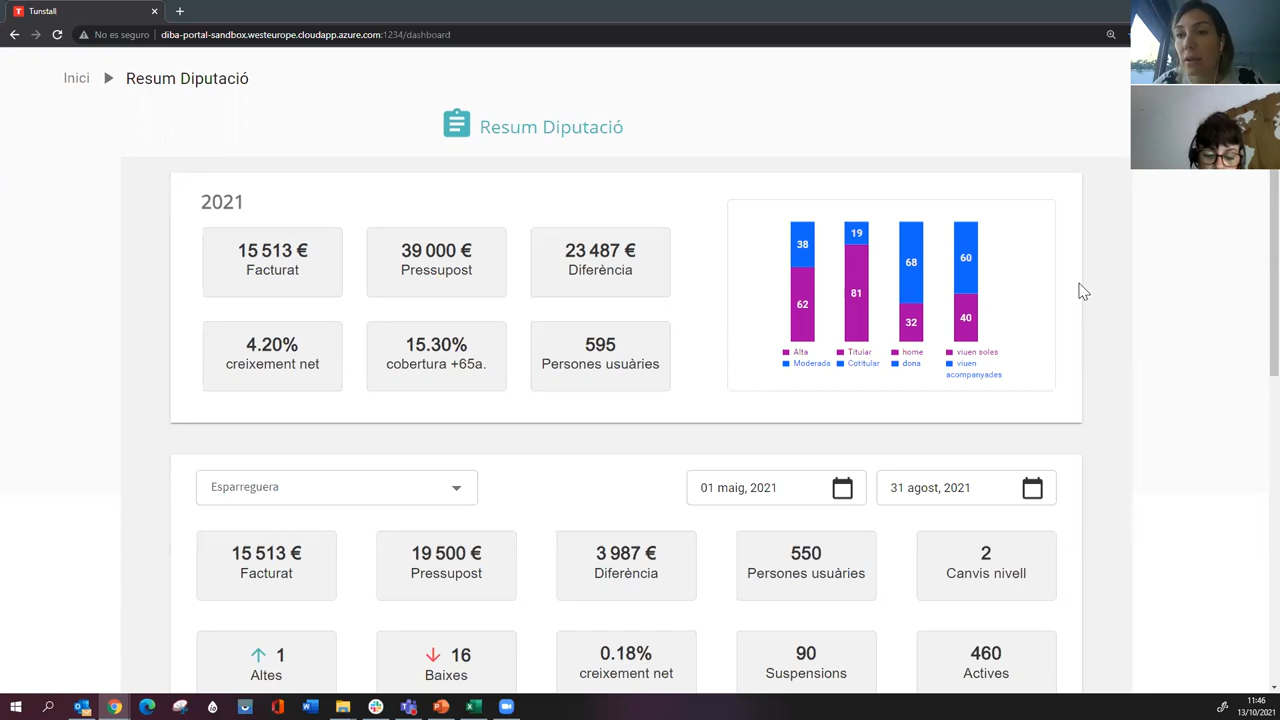 Tunstall
No es seguro
diba-portal-sandbox.westeurope.cloudapp.azure.com:1234/dashboard
Inici
Resum Diputació
Resum Diputació
2021
15 513 €
Facturat
39 000 €
Pressupost
23 487 €
Diferència
4.20%
creixement net
15.30%
cobertura +65a.
595
Persones usuàries
38
62
19
81
68
32
60
40
Alta
Moderada
Titular
Cotitular
home
dona
viuen soles
viuen
acompanyades
Esparreguera
01 maig, 2021
31 agost, 2021
15 513 €
Facturat
19 500 €
Pressupost
3 987 €
Diferència
550
Persones usuàries
2
Canvis nivell
1
Altes
16
Baixes
0.18%
creixement net
90
Suspensions
460
Actives
11:46
13/10/2021